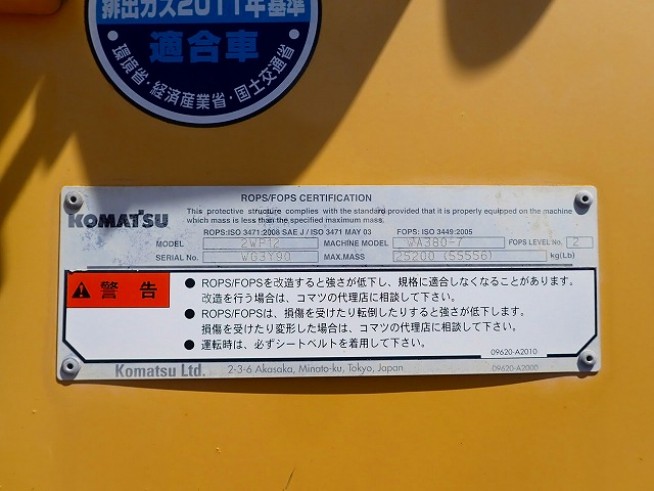 排出ガス2011年基準
適合車
・環境省・経済産業省・国土交通省・
ROPS/FOPS CERTIFICATION
KOMATSU
This protective structure complies with the standard provided that it is properly equipped on the machine
which mass is less than the specified maximum mass.
ROPS:ISO 3471:2008 SAE J / ISO 3471 MAY 03 FOPS:ISO 3449:2005
MODEL 2WF12 MACHINE MODEL WA380-7 FOPS LEVEL No. 2
SERIAL No. WG3Y90 MAX.MASS 25200 (55556) kg(Lb)
警告
● ROPS/FOPSを改造すると強さが低下し、規格に適合しなくなることがあります。
改造を行う場合は、コマツの代理店に相談して下さい。
● ROPS/FOPSは、損傷を受けたり転倒したりすると強さが低下します。
損傷を受けたり変形した場合は、コマツの代理店に相談して下さい。
● 運転時は、必ずシートベルトを着用して下さい。
09620-A2010
Komatsu Ltd. 2-3-6 Akasaka, Minato-ku, Tokyo, Japan 09620-A2000